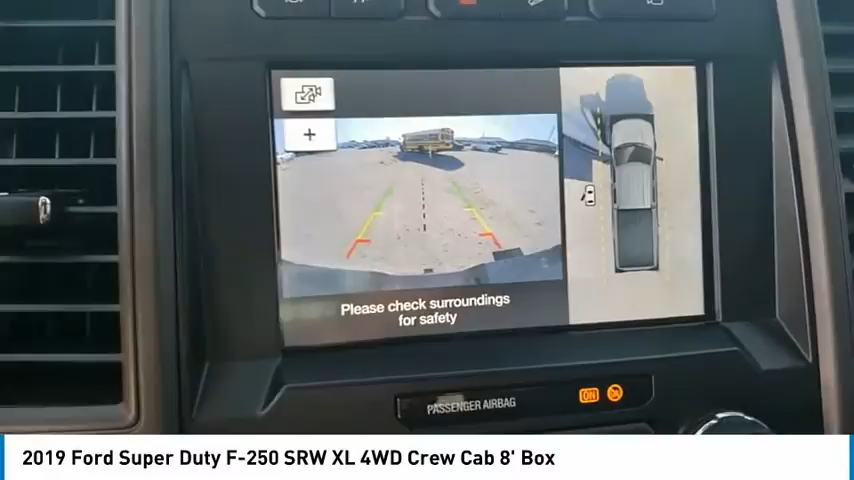 +
Please check surroundings
for safety
PASSENGER AIRBAG
ON
2019 Ford Super Duty F-250 SRW XL 4WD Crew Cab 8' Box